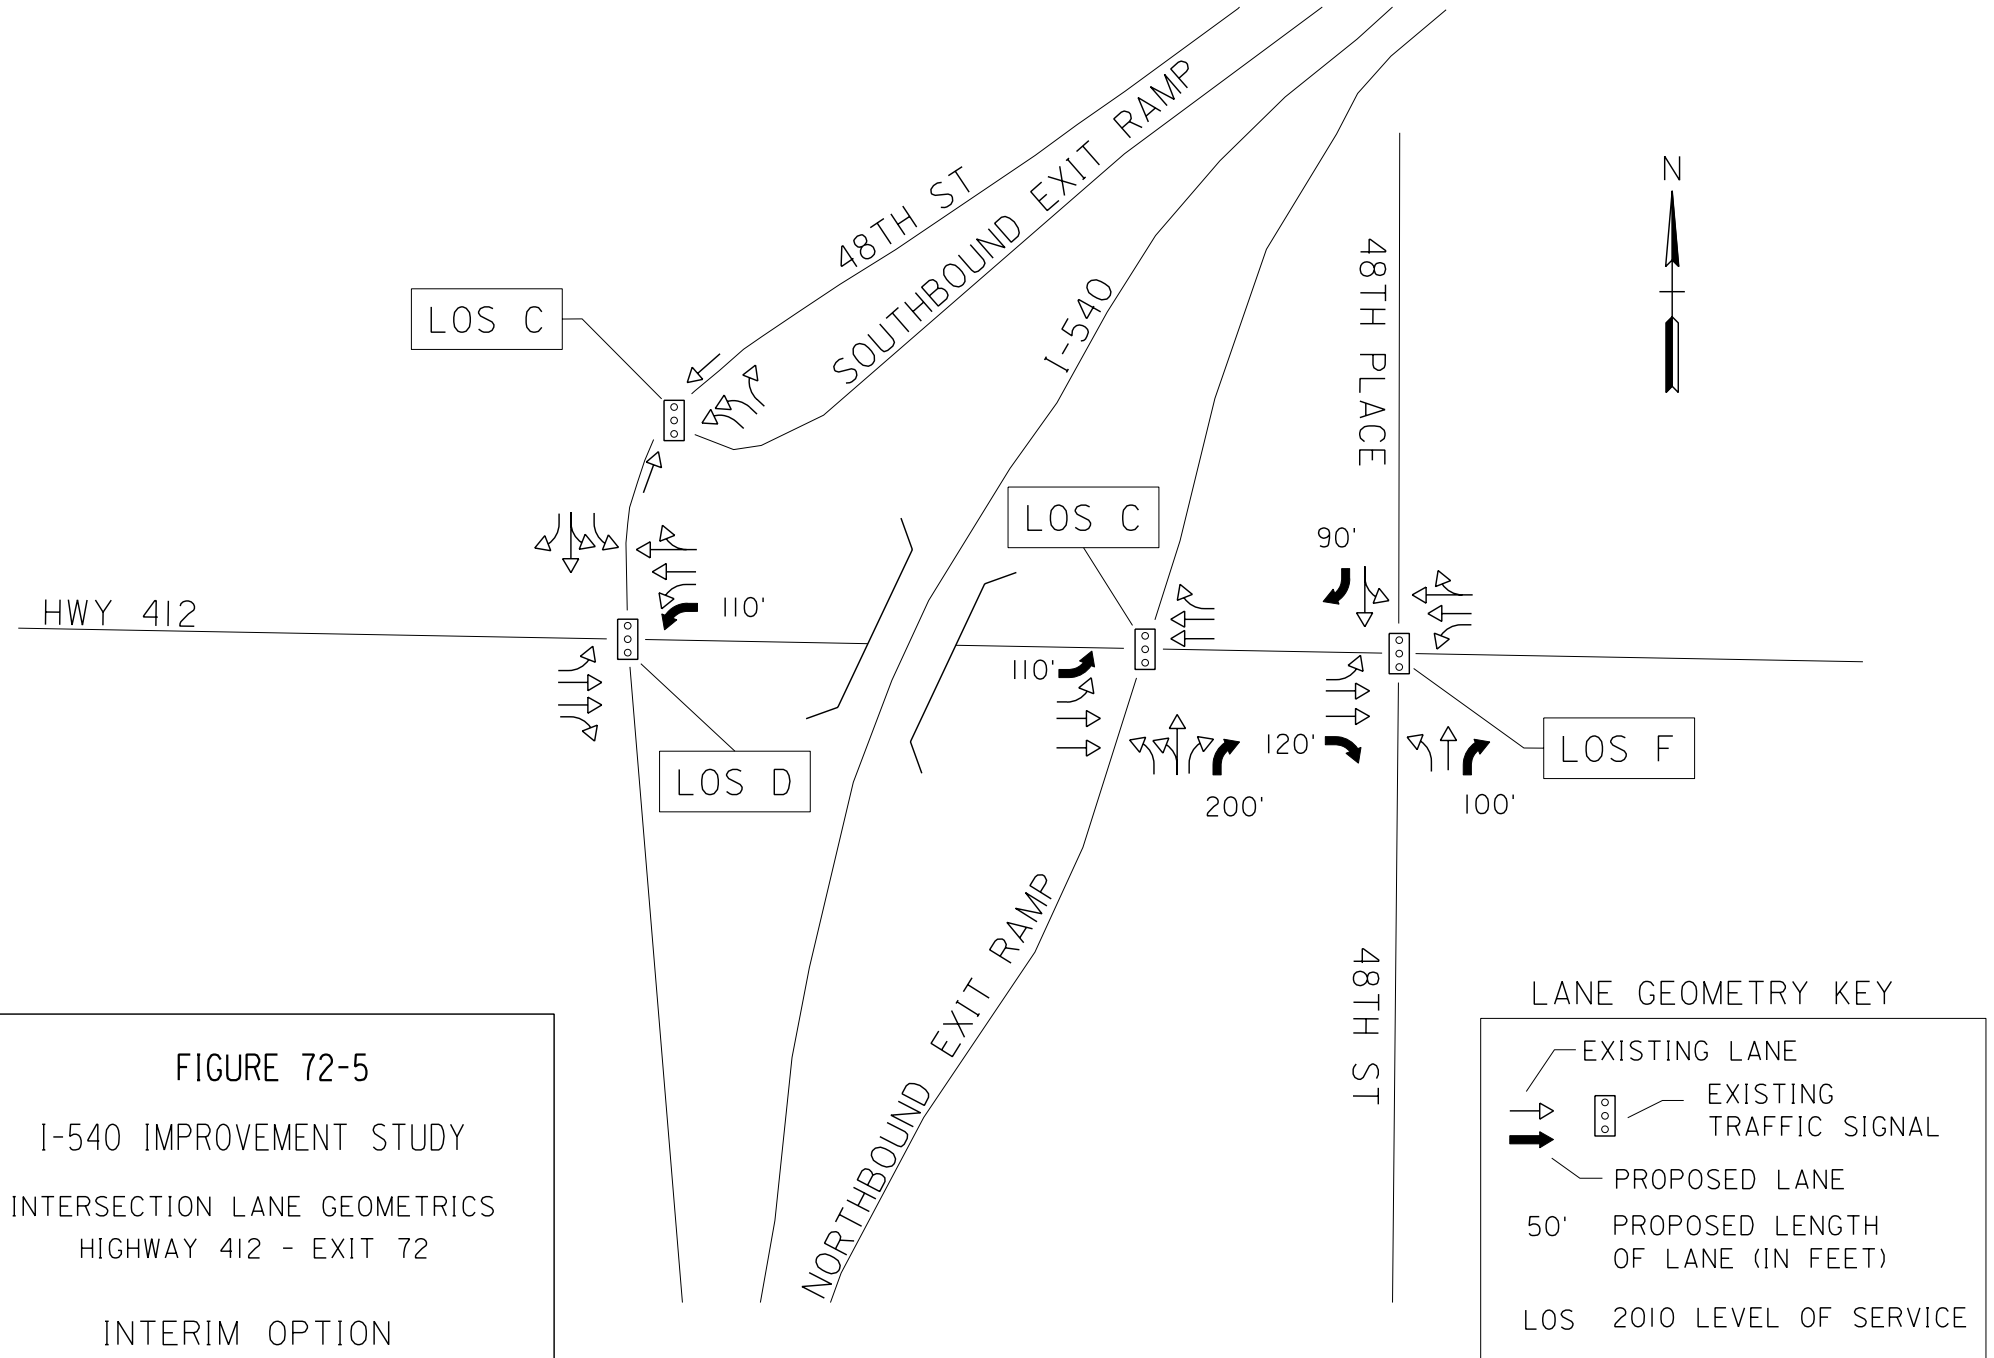 48TH ST
SOUTHBOUND EXIT RAMP
I-540
48TH PLACE
N
LOS C
LOS C
90'
HWY 412
110'
110'
LOS D
120'
LOS F
200'
100'
NORTHBOUND EXIT RAMP
48TH ST
LANE GEOMETRY KEY
EXISTING LANE
EXISTING
TRAFFIC SIGNAL
PROPOSED LANE
50' PROPOSED LENGTH
OF LANE (IN FEET)
LOS 2010 LEVEL OF SERVICE
FIGURE 72-5
I-540 IMPROVEMENT STUDY
INTERSECTION LANE GEOMETRICS
HIGHWAY 412 - EXIT 72
INTERIM OPTION